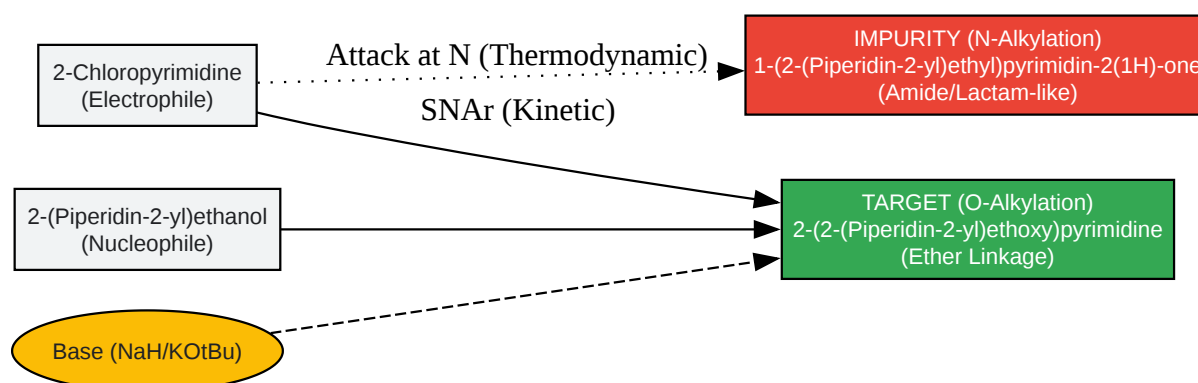 2-Chloropyrimidine
(Electrophile)
Attack at N (Thermodynamic)
SNAr (Kinetic)
IMPURITY (N-Alkylation)
1-(2-(Piperidin-2-yl)ethyl)pyrimidin-2(1H)-one
(Amide/Lactam-like)
2-(Piperidin-2-yl)ethanol
(Nucleophile)
TARGET (O-Alkylation)
2-(2-(Piperidin-2-yl)ethoxy)pyrimidine
(Ether Linkage)
Base (NaH/KOtBu)